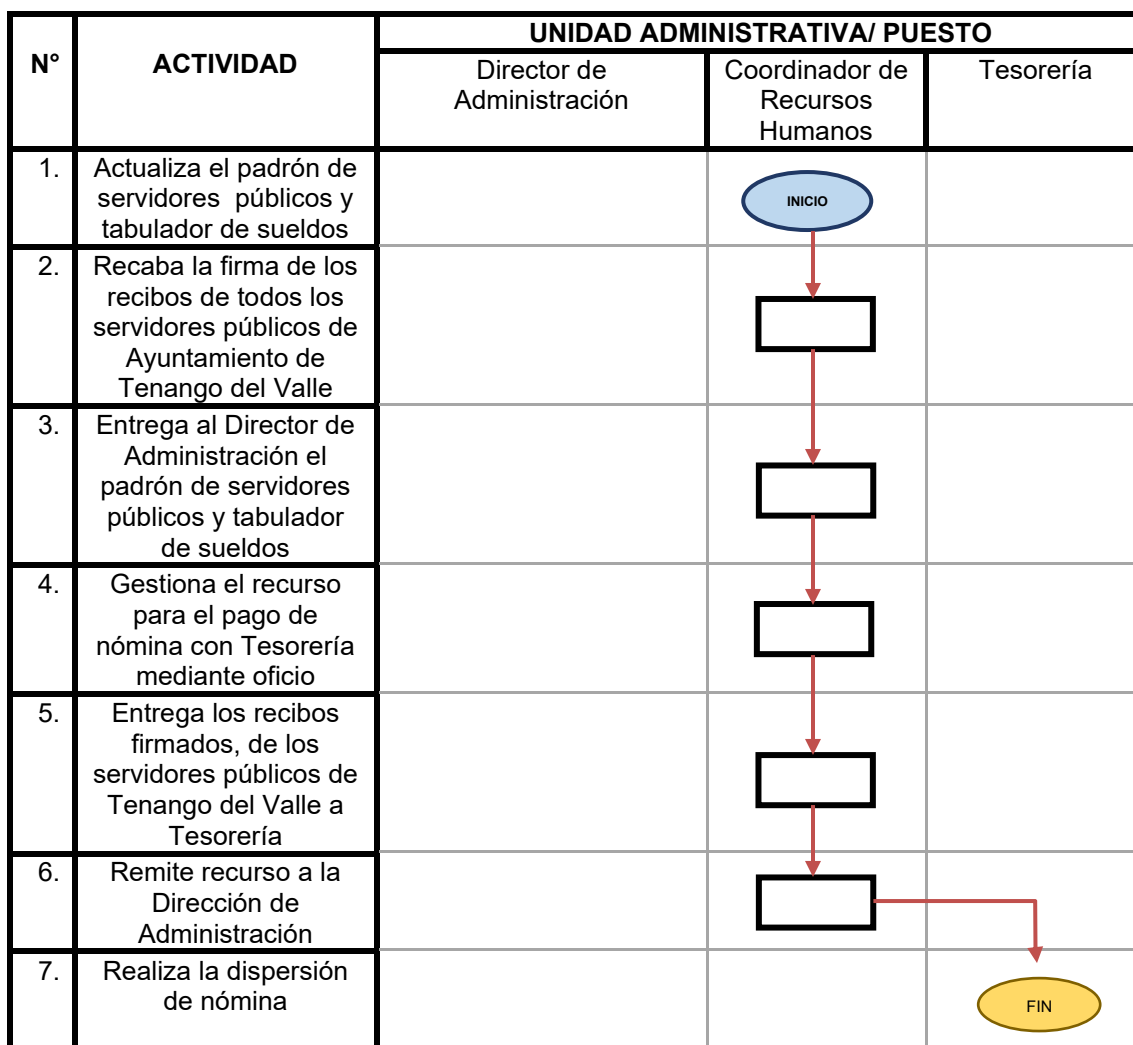 UNIDAD ADMINISTRATIVA/ PUESTO
N°
ACTIVIDAD
Director de
Administración
Coordinador de
Recursos
Humanos
Tesorería
1.
Actualiza el padrón de
servidores públicos y
tabulador de sueldos
INICIO
2.
Recaba la firma de los
recibos de todos los
servidores públicos de
Ayuntamiento de
Tenango del Valle
3.
Entrega al Director de
Administración el
padrón de servidores
públicos y tabulador
de sueldos
4.
Gestiona el recurso
para el pago de
nómina con Tesorería
mediante oficio
5.
Entrega los recibos
firmados, de los
servidores públicos de
Tenango del Valle a
Tesorería
6.
Remite recurso a la
Dirección de
Administración
7.
Realiza la dispersión
de nómina
FIN